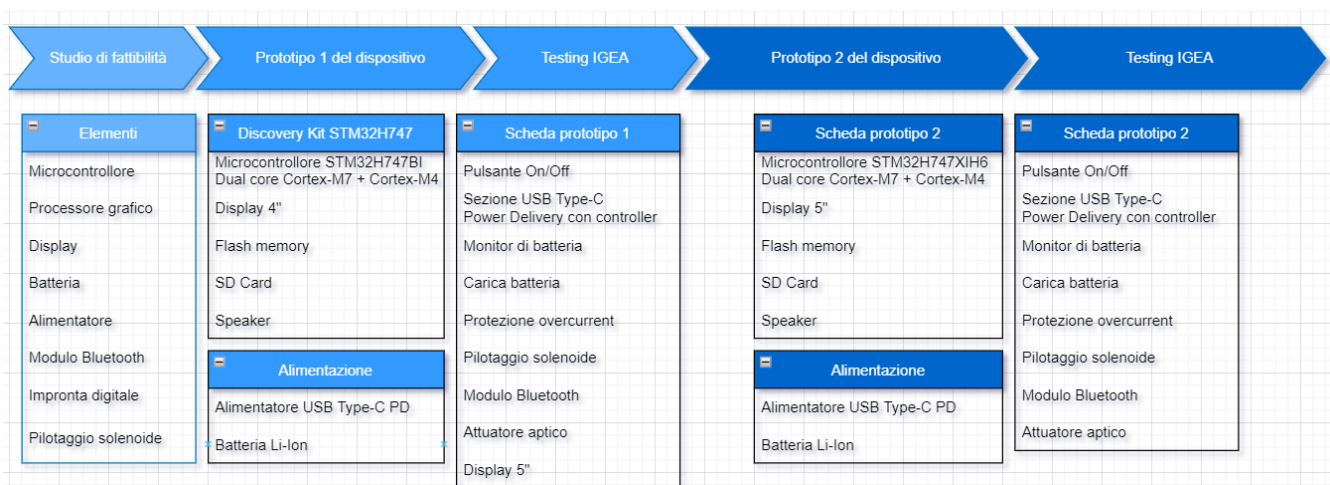 Studio di fattibilità
Prototipo 1 del dispositivo
Testing IGEA
Prototipo 2 del dispositivo
Testing IGEA
Elementi
Microcontrollore
Processore grafico
Display
Batteria
Alimentatore
Modulo Bluetooth
Impronta digitale
Pilotaggio solenoide
Discovery Kit STM32H747
Microcontrollore STM32H747BI
Dual core Cortex-M7 + Cortex-M4
Display 4"
Flash memory
SD Card
Speaker
Alimentazione
Alimentatore USB Type-C PD
Batteria Li-Ion
Scheda prototipo 1
Pulsante On/Off
Sezione USB Type-C
Power Delivery con controller
Monitor di batteria
Carica batteria
Protezione overcurrent
Pilotaggio solenoide
Modulo Bluetooth
Attuatore aptico
Display 5"
Scheda prototipo 2
Microcontrollore STM32H747XIH6
Dual core Cortex-M7 + Cortex-M4
Display 5"
Flash memory
SD Card
Speaker
Alimentazione
Alimentatore USB Type-C PD
Batteria Li-Ion
Scheda prototipo 2
Pulsante On/Off
Sezione USB Type-C
Power Delivery con controller
Monitor di batteria
Carica batteria
Protezione overcurrent
Pilotaggio solenoide
Modulo Bluetooth
Attuatore aptico